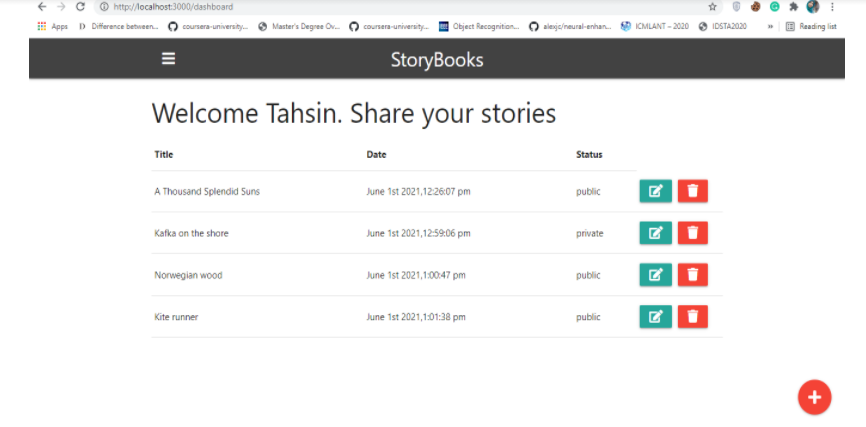 http://localhost:3000/dashboard
Apps D Difference between... coursera-university... Master's Degree Ov... coursera-university... Object Recognition... alexjc/neural-enhan... ICMLANT – 2020 IDSTA2020 » Reading list
StoryBooks
Welcome Tahsin. Share your stories
Title Date Status
A Thousand Splendid Suns June 1st 2021,12:26:07 pm public
Kafka on the shore June 1st 2021,12:59:06 pm private
Norwegian wood June 1st 2021,1:00:47 pm public
Kite runner June 1st 2021,1:01:38 pm public